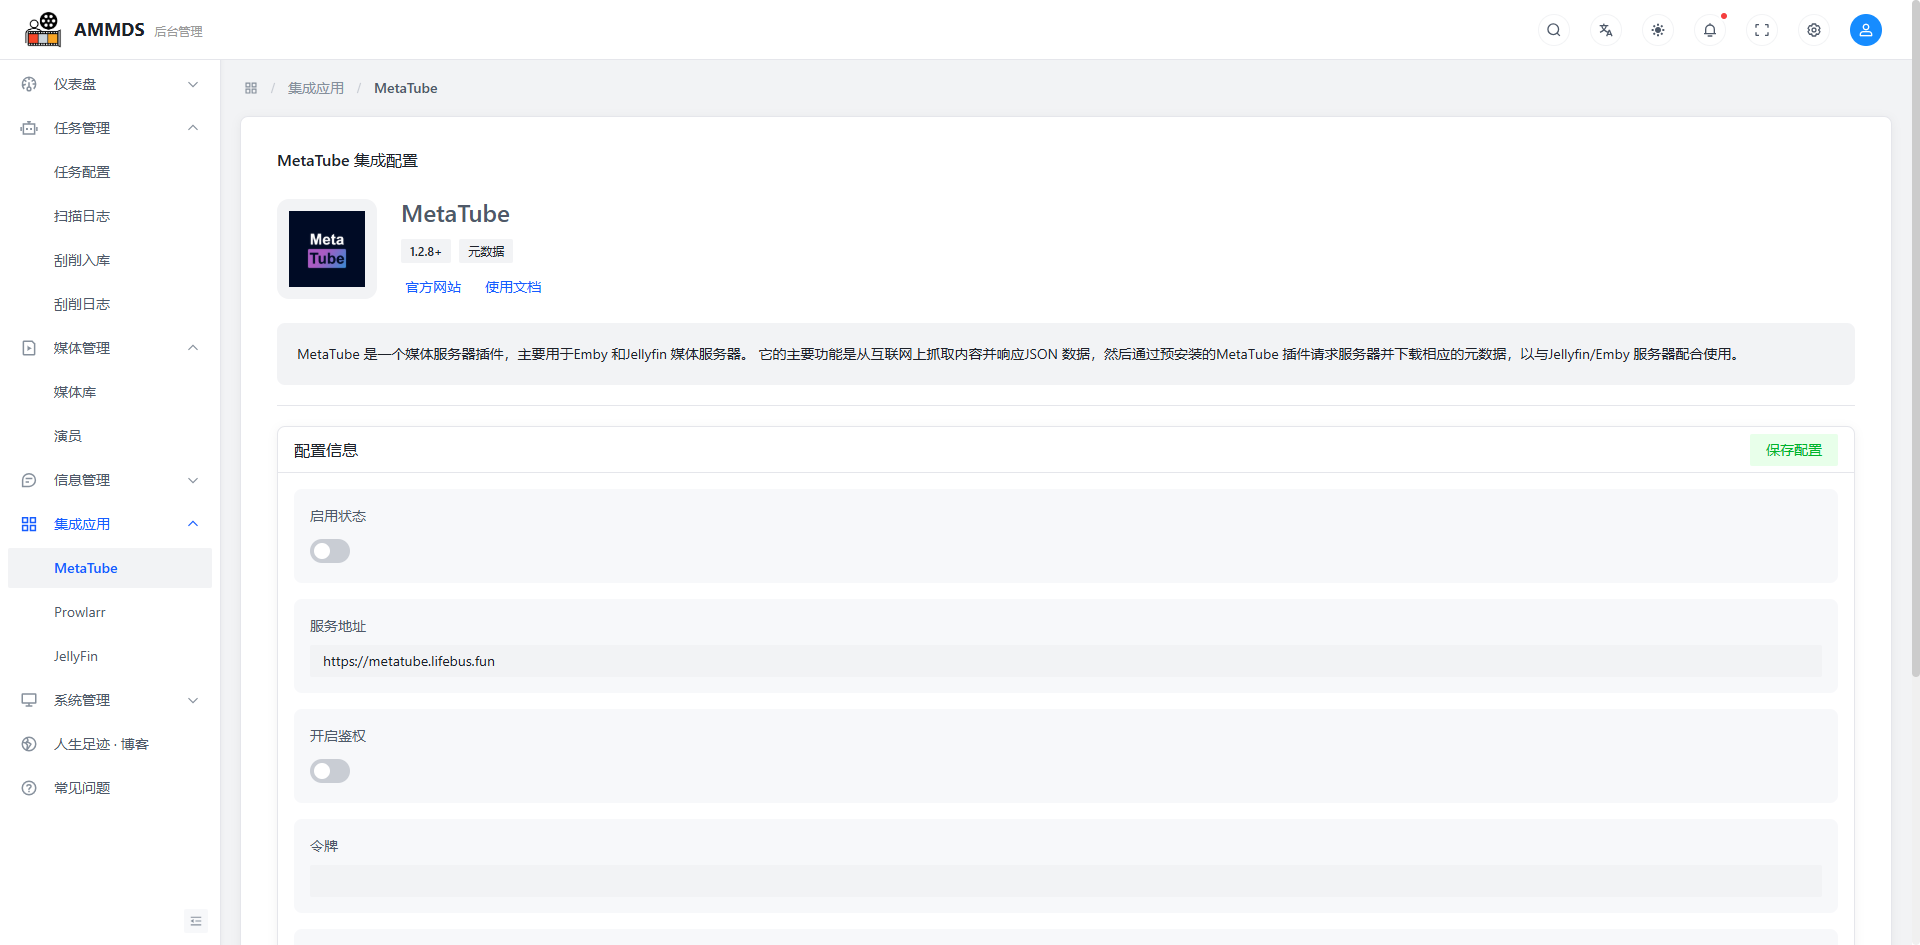 AMMDS 后台管理
仪表盘
任务管理
任务配置
扫描日志
刮削入库
刮削日志
媒体管理
媒体库
演员
信息管理
集成应用
MetaTube
Prowlarr
JellyFin
系统管理
人生足迹 · 博客
常见问题
/ 集成应用 / MetaTube
MetaTube 集成配置
Meta
Tube
MetaTube
1.2.8+ 元数据
官方网站 使用文档
MetaTube 是一个媒体服务器插件，主要用于Emby 和Jellyfin 媒体服务器。 它的主要功能是从互联网上抓取内容并响应JSON 数据，然后通过预安装的MetaTube 插件请求服务器并下载相应的元数据，以与Jellyfin/Emby 服务器配合使用。
配置信息 保存配置
启用状态
服务地址
https://metatube.lifebus.fun
开启鉴权
令牌